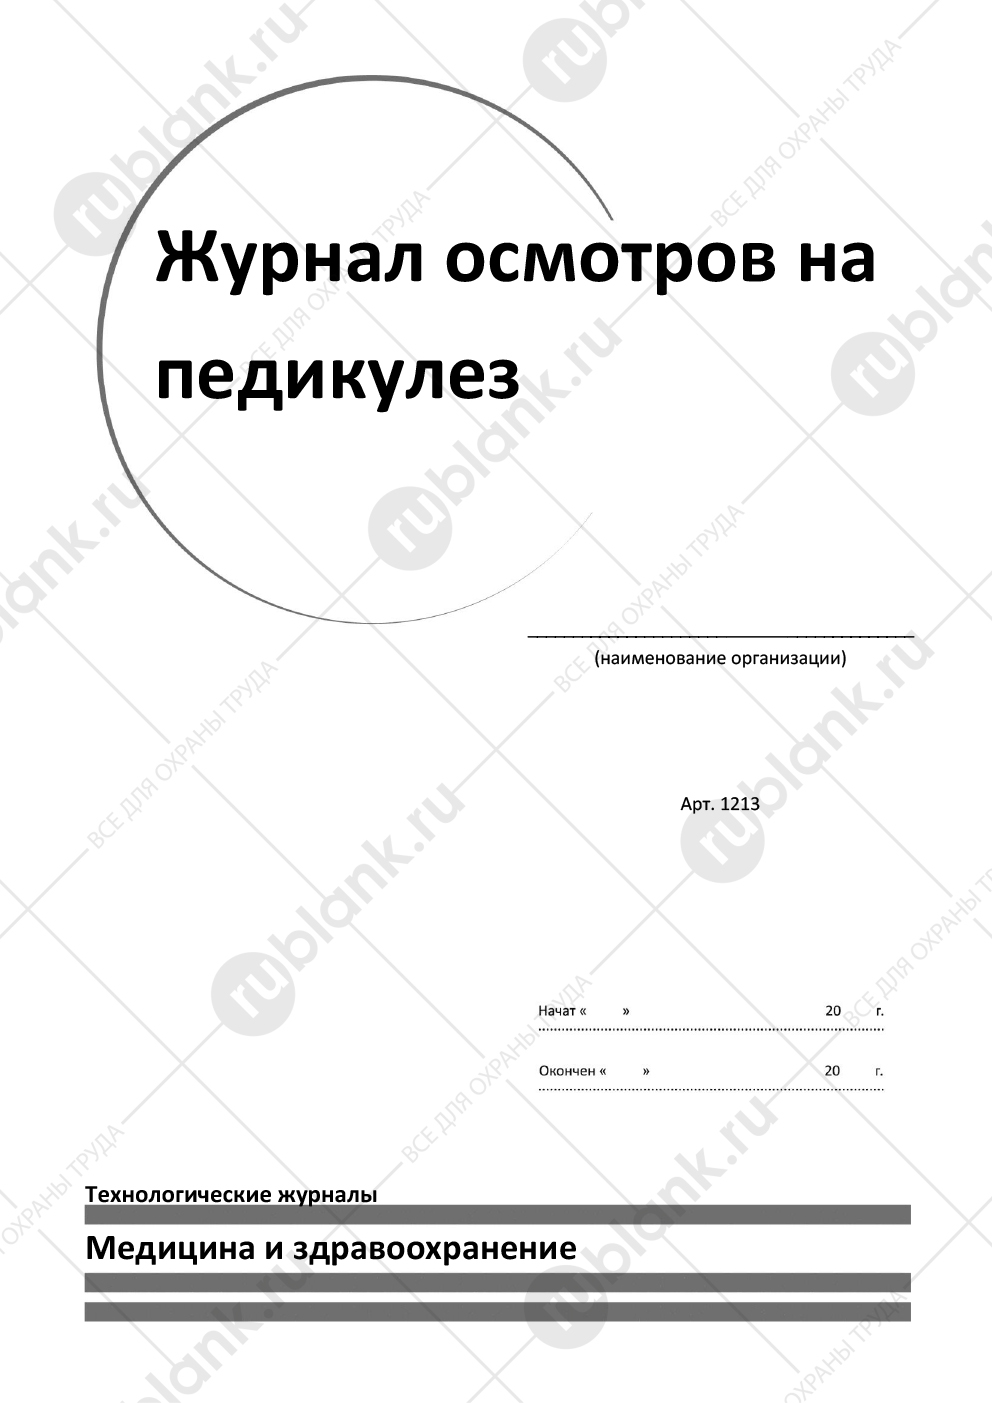 Журнал осмотров на
педикулез
(наименование организации)
Арт. 1213
Начат « » 20 г.
Окончен « » 20 г.
Технологические журналы
Медицина и здравоохранение
rublank.ru
ВСЕ ДЛЯ ОХРАНЫ ТРУДА